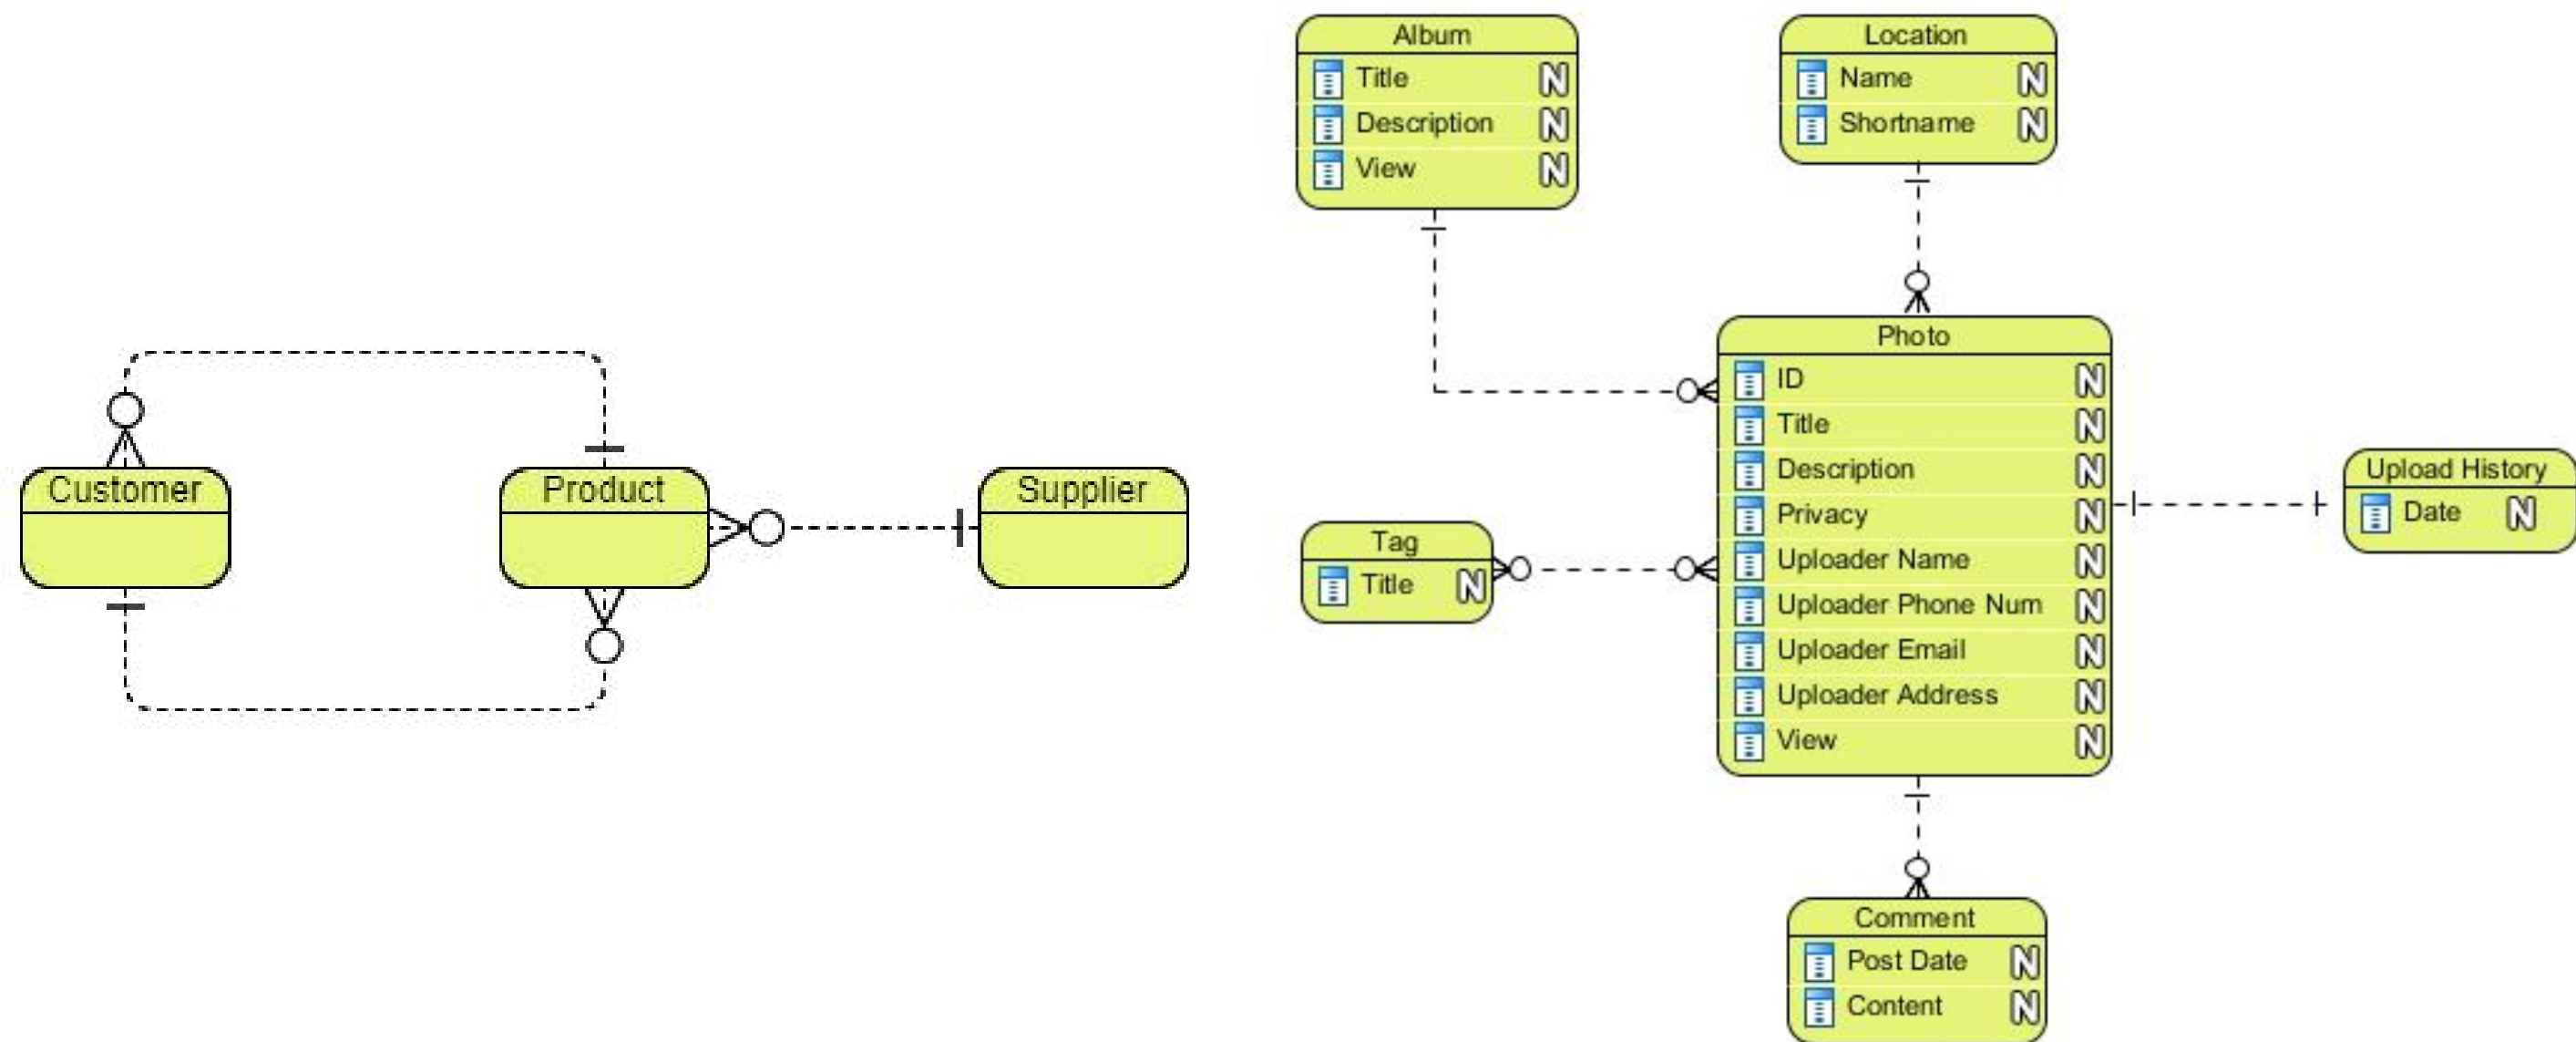 Customer
Product
Supplier
Album
Title N
Description N
View N
Location
Name N
Shortname N
Photo
ID N
Title N
Description N
Privacy N
Uploader Name N
Uploader Phone Num N
Uploader Email N
Uploader Address N
View N
Tag
Title N
Upload History
Date N
Comment
Post Date N
Content N